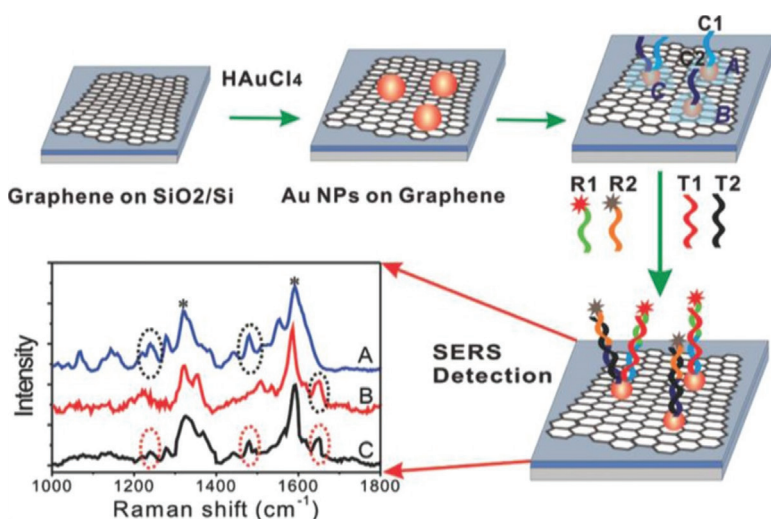 HAuCl4
C1
C2
A
C
B
Graphene on SiO2/Si
Au NPs on Graphene
R1 R2 T1 T2
* *
A
B
C
Intensity
1000 1200 1400 1600 1800
Raman shift (cm-1)
SERS
Detection